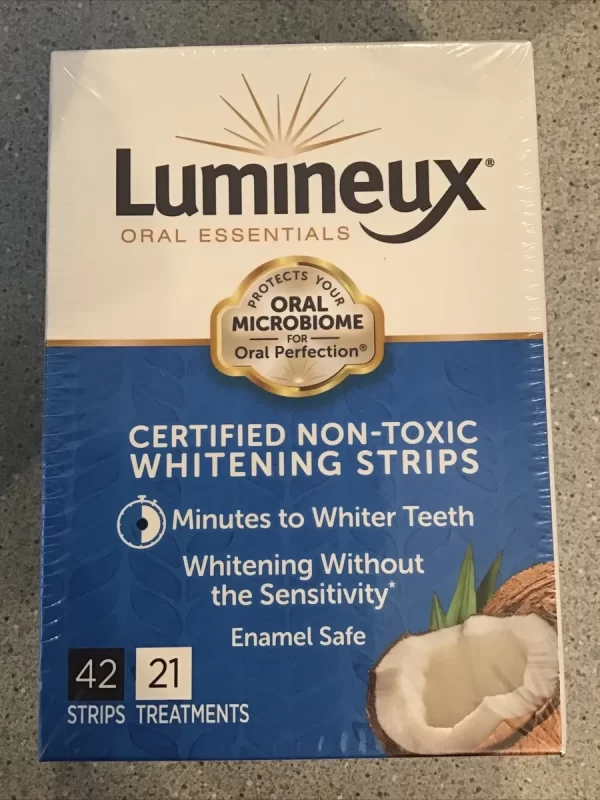 Lumineux®
ORAL ESSENTIALS
PROTECTS YOUR
ORAL
MICROBIOME
FOR
Oral Perfection®
CERTIFIED NON-TOXIC
WHITENING STRIPS
Minutes to Whiter Teeth
Whitening Without
the Sensitivity*
Enamel Safe
42 21
STRIPS TREATMENTS